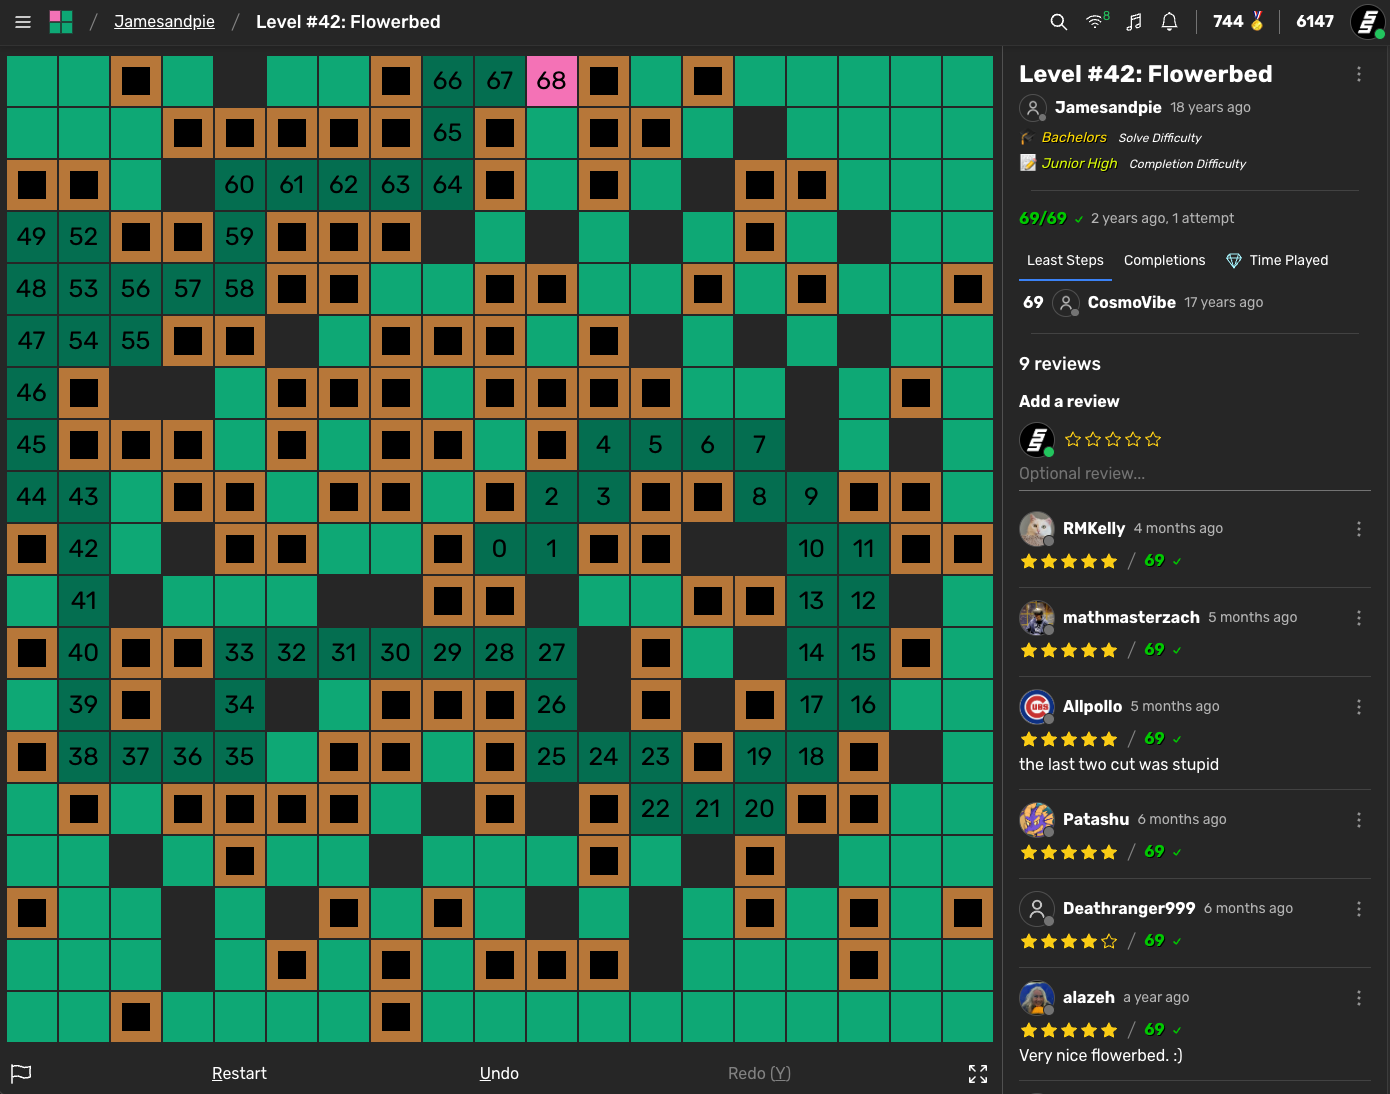 / Jamesandpie / Level #42: Flowerbed
8
744
6147
66 67 68
65
60 61 62 63 64
49 52 59
48 53 56 57 58
47 54 55
46
45 4 5 6 7
44 43 2 3 8 9
42 0 1 10 11
41 13 12
40 33 32 31 30 29 28 27 14 15
39 34 26 17 16
38 37 36 35 25 24 23 19 18
22 21 20
Restart Undo Redo (Y)
Level #42: Flowerbed
Jamesandpie 18 years ago
Bachelors Solve Difficulty
Junior High Completion Difficulty
69/69 ✓ 2 years ago, 1 attempt
Least Steps Completions Time Played
69 CosmoVibe 17 years ago
9 reviews
Add a review
Optional review...
RMKelly 4 months ago
/ 69 ✓
mathmasterzach 5 months ago
/ 69 ✓
Allpollo 5 months ago
CUBS
/ 69 ✓
the last two cut was stupid
Patashu 6 months ago
/ 69 ✓
Deathranger999 6 months ago
/ 69 ✓
alazeh a year ago
/ 69 ✓
Very nice flowerbed. :)